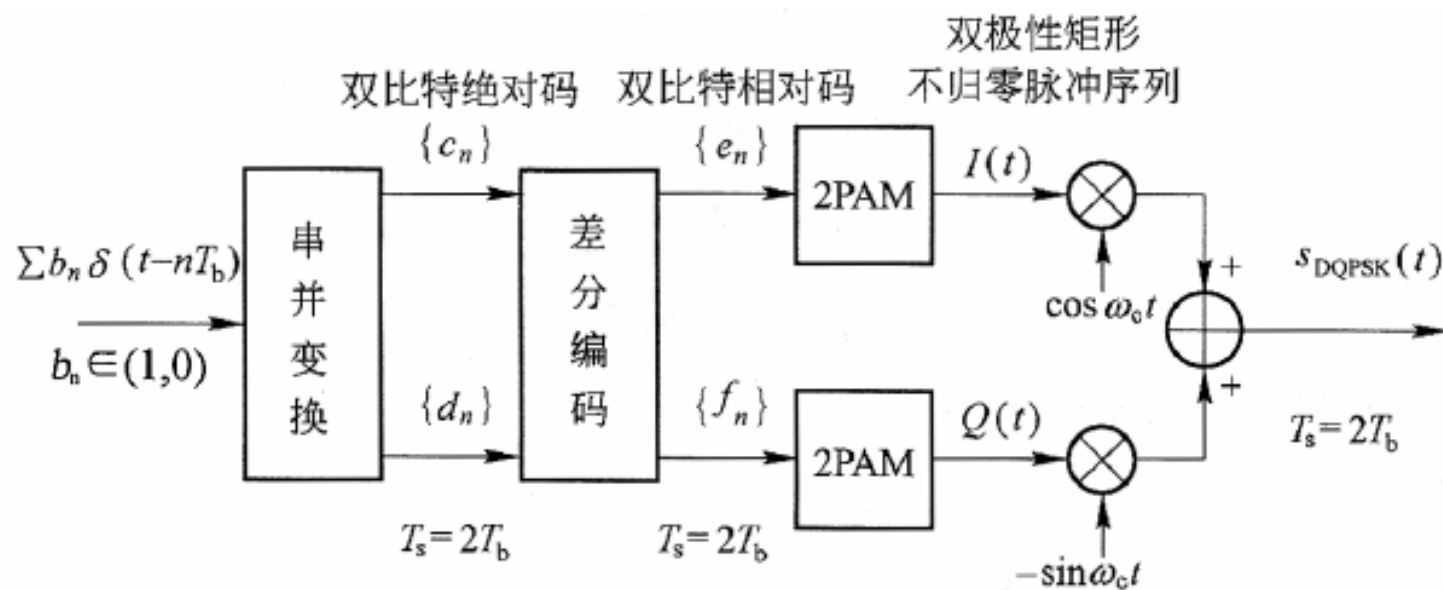 双极性矩形
双比特绝对码 双比特相对码 不归零脉冲序列
{c_n} {e_n} I(t)
2PAM
∑b_n δ (t−nT_b)
b_n∈(1,0)
串并变换
差分编码
cos ω_c t
+
s_DQPSK(t)
+
{d_n} {f_n} Q(t)
2PAM
T_s=2T_b
T_s=2T_b T_s=2T_b
−sinω_c t